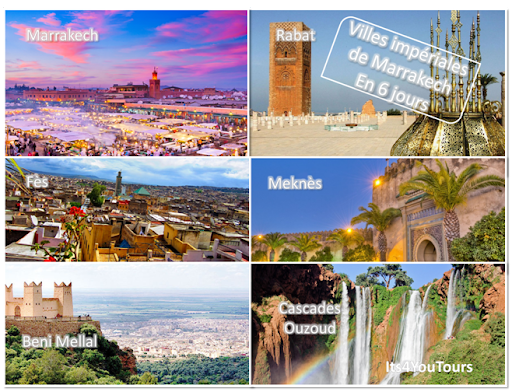 Marrakech
Rabat
Villes impériales
de Marrakech
En 6 jours
Fès
Meknès
Beni Mellal
Cascades
Ouzoud
Its4YouTours